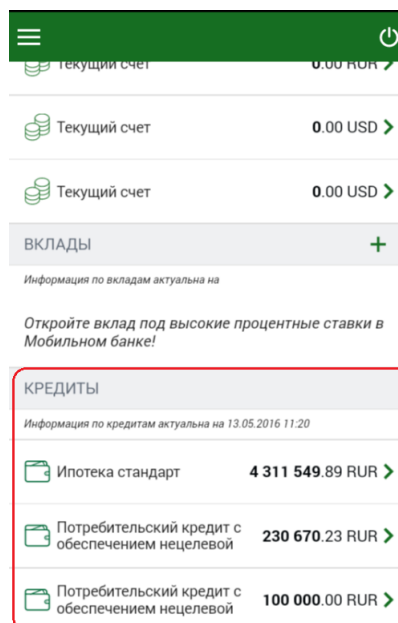 Текущий счет 0.00 RUR
Текущий счет 0.00 USD
Текущий счет 0.00 USD
ВКЛАДЫ
Информация по вкладам актуальна на
Откройте вклад под высокие процентные ставки в
Мобильном банке!
КРЕДИТЫ
Информация по кредитам актуальна на 13.05.2016 11:20
Ипотека стандарт 4 311 549.89 RUR
Потребительский кредит с
обеспечением нецелевой 230 670.23 RUR
Потребительский кредит с
обеспечением нецелевой 100 000.00 RUR